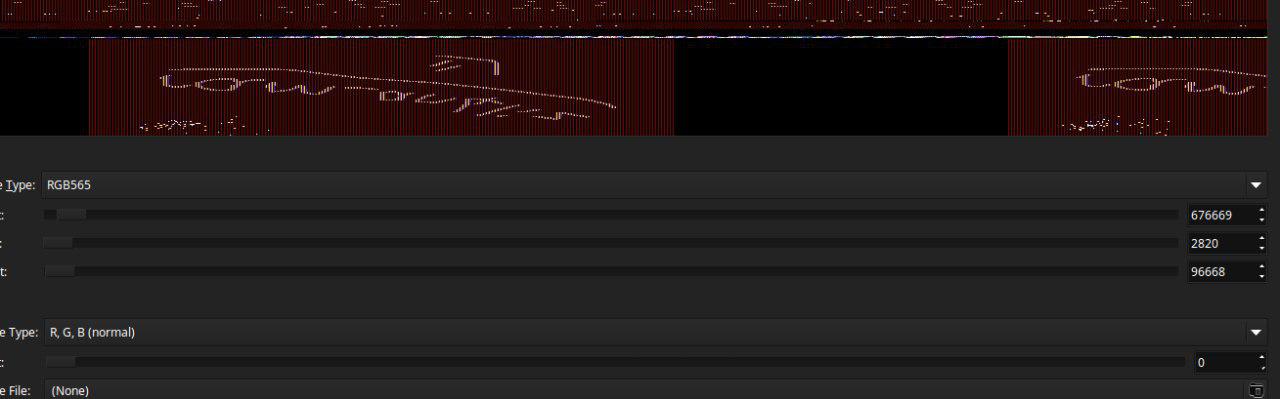 e Type: RGB565
t: 676669
: 2820
t: 96668
e Type: R, G, B (normal)
t: 0
e File: (None)